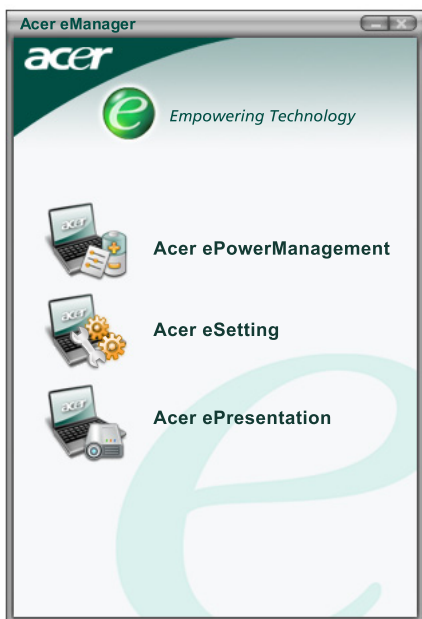 Acer eManager
acer
e Empowering Technology
Acer ePowerManagement
Acer eSetting
Acer ePresentation